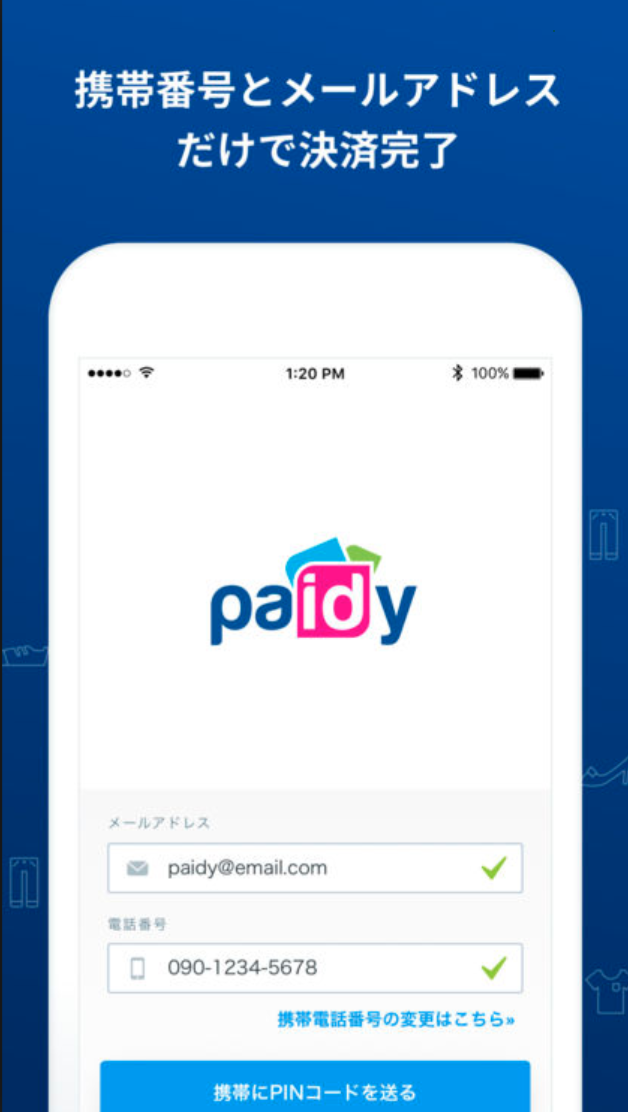 携帯番号とメールアドレス
だけで決済完了
1:20 PM
100%
paidy
メールアドレス
paidy@email.com
電話番号
090-1234-5678
携帯電話番号の変更はこちら»
携帯にPINコードを送る